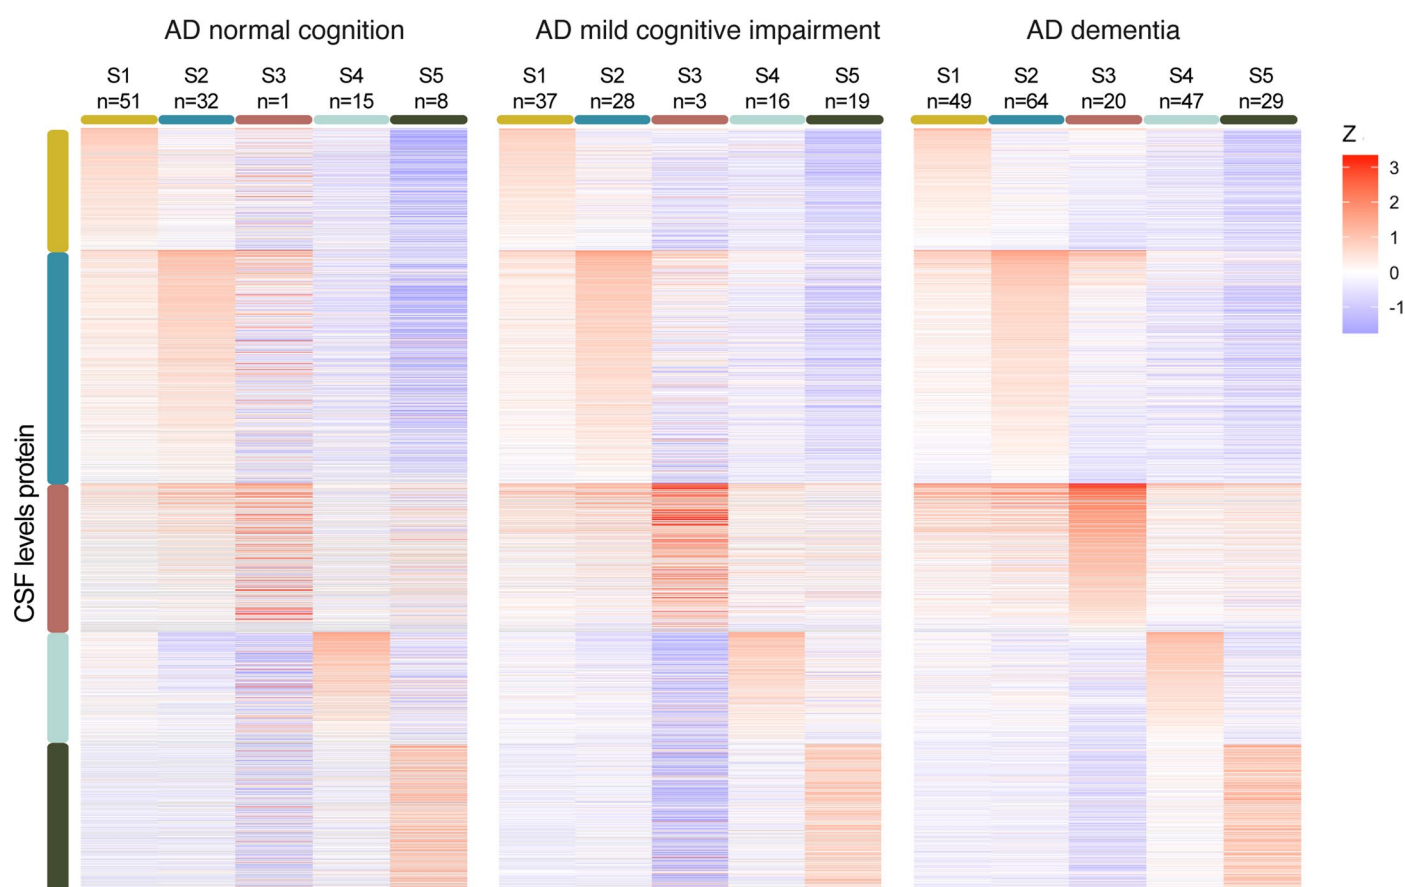 AD normal cognition
AD mild cognitive impairment
AD dementia
S1 S2 S3 S4 S5
n=51 n=32 n=1 n=15 n=8
S1 S2 S3 S4 S5
n=37 n=28 n=3 n=16 n=19
S1 S2 S3 S4 S5
n=49 n=64 n=20 n=47 n=29
CSF levels protein
Z
3
2
1
0
-1